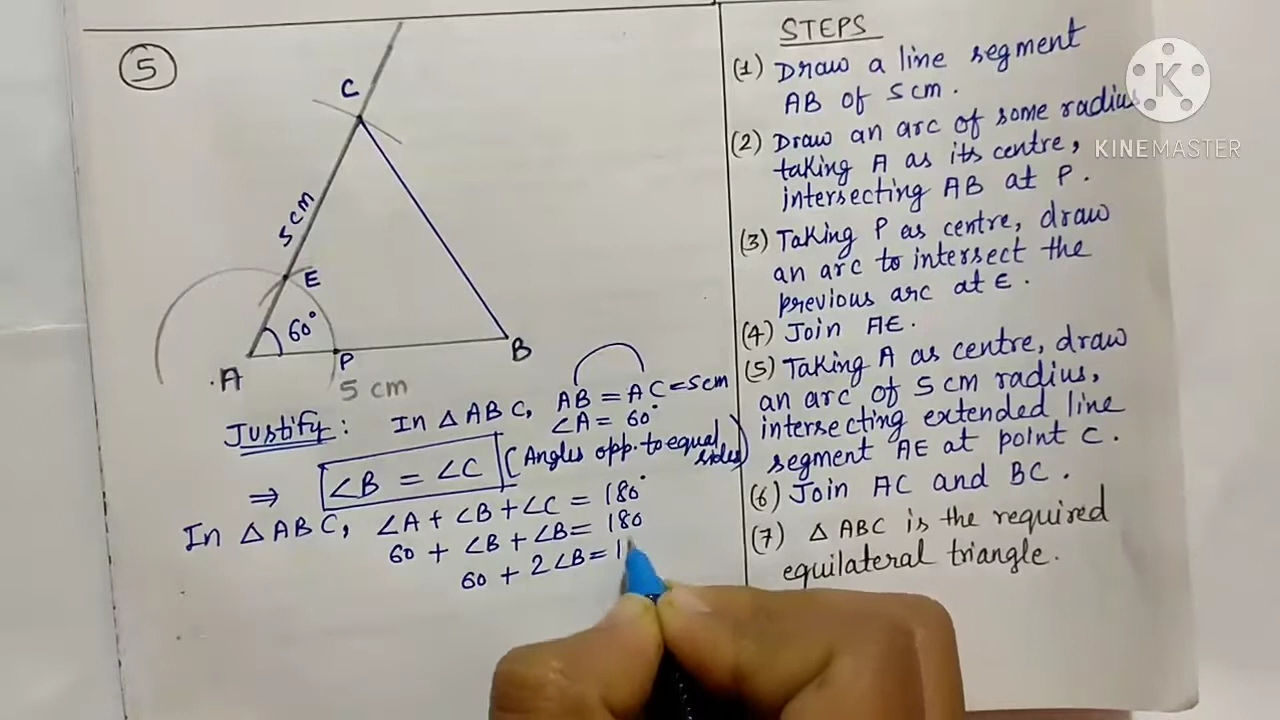 5
C
5 cm
E
60°
A
P
B
5 cm
Justify: In △ABC, AB = AC = 5cm
∠A = 60°
⇒ ∠B = ∠C (Angles opp. to equal
sides)
In △ABC, ∠A + ∠B + ∠C = 180°
60 + ∠B + ∠B = 180
60 + 2∠B = 1
STEPS
(1) Draw a line segment
AB of 5cm.
(2) Draw an arc of some radius
taking A as its centre,
intersecting AB at P.
(3) Taking P as centre, draw
an arc to intersect the
previous arc at E.
(4) Join AE.
(5) Taking A as centre, draw
an arc of 5 cm radius,
intersecting extended line
segment AE at point C.
(6) Join AC and BC.
(7) △ABC is the required
equilateral triangle.
K
KINEMASTER